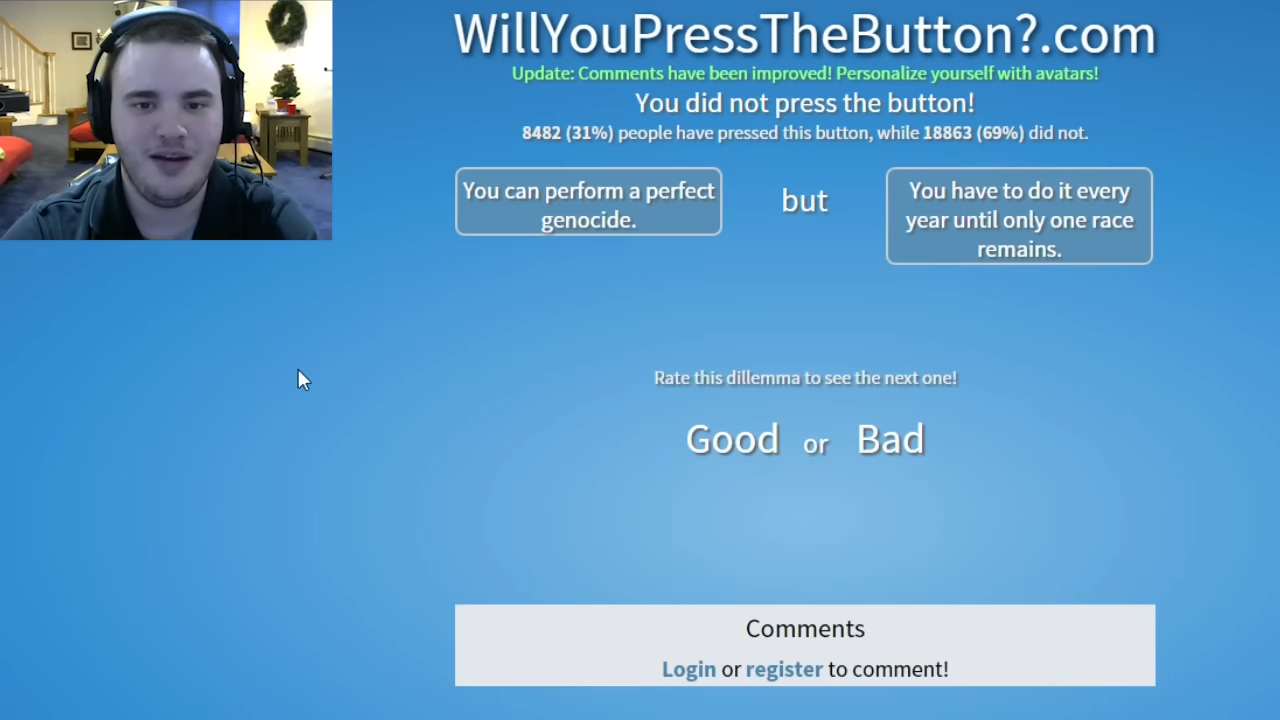 WillYouPressTheButton?.com
Update: Comments have been improved! Personalize yourself with avatars!
You did not press the button!
8482 (31%) people have pressed this button, while 18863 (69%) did not.
You can perform a perfect
genocide.
but
You have to do it every
year until only one race
remains.
Rate this dillemma to see the next one!
Good or Bad
Comments
Login or register to comment!